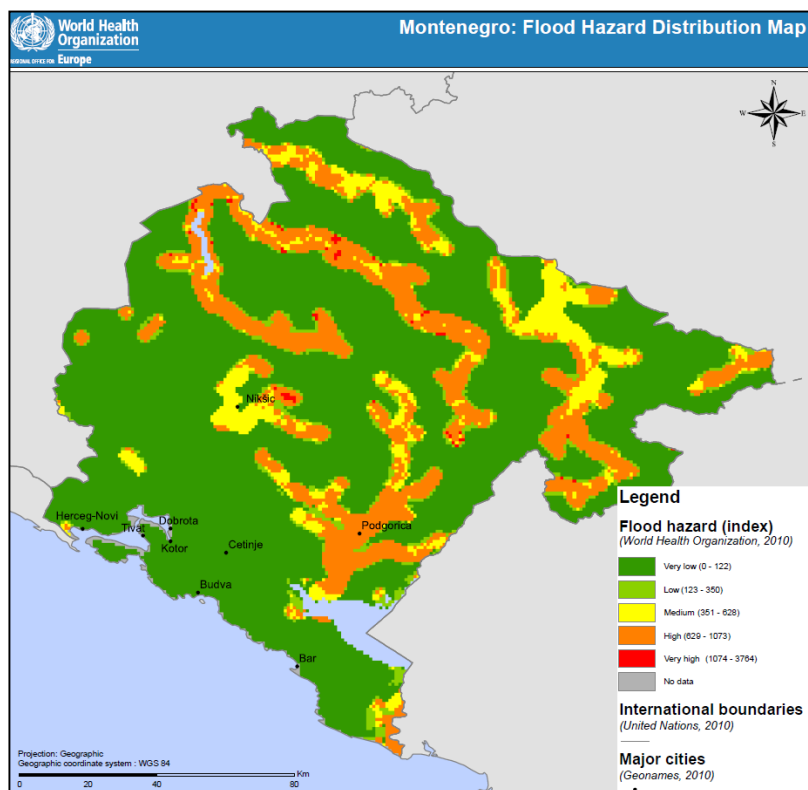 World Health
Organization
REGIONAL OFFICE FOR Europe
Montenegro: Flood Hazard Distribution Map
N
W E
S
Nikšic
Herceg-Novi
Tivat
Dobrota
Kotor
Cetinje
Podgorica
Budva
Bar
Legend
Flood hazard (index)
(World Health Organization, 2010)
Very low (0 - 122)
Low (123 - 350)
Medium (351 - 628)
High (629 - 1073)
Very high (1074 - 3764)
No data
International boundaries
(United Nations, 2010)
Major cities
(Geonames, 2010)
Projection: Geographic
Geographic coordinate system : WGS 84
Km
0 20 40 80